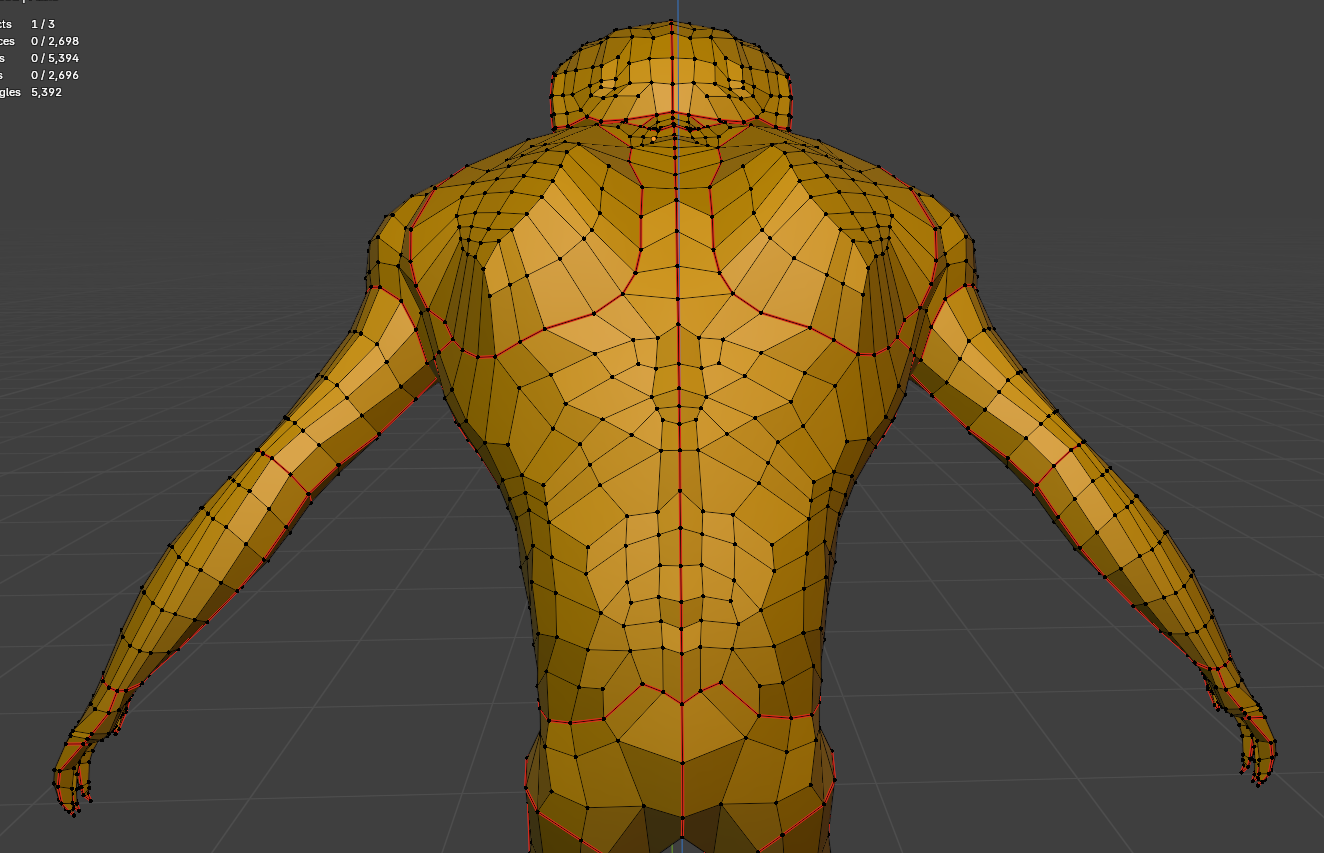 cts 1 / 3
ces 0 / 2,698
s 0 / 5,394
s 0 / 2,696
gles 5,392